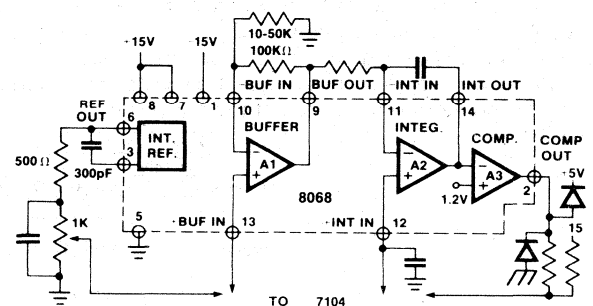 10-50K
-15V -15V 100KΩ
-BUF IN BUF OUT -INT IN INT OUT
REF OUT
8 7 1 10 9 11 14
6 INT. REF. BUFFER INTEG. COMP. COMP OUT
500Ω 3 300pF
- A1 + - A2 + - A3 +
+5V
8068 1.2V 2
1K 5 -BUF IN 13 -INT IN 12 15
TO 7104